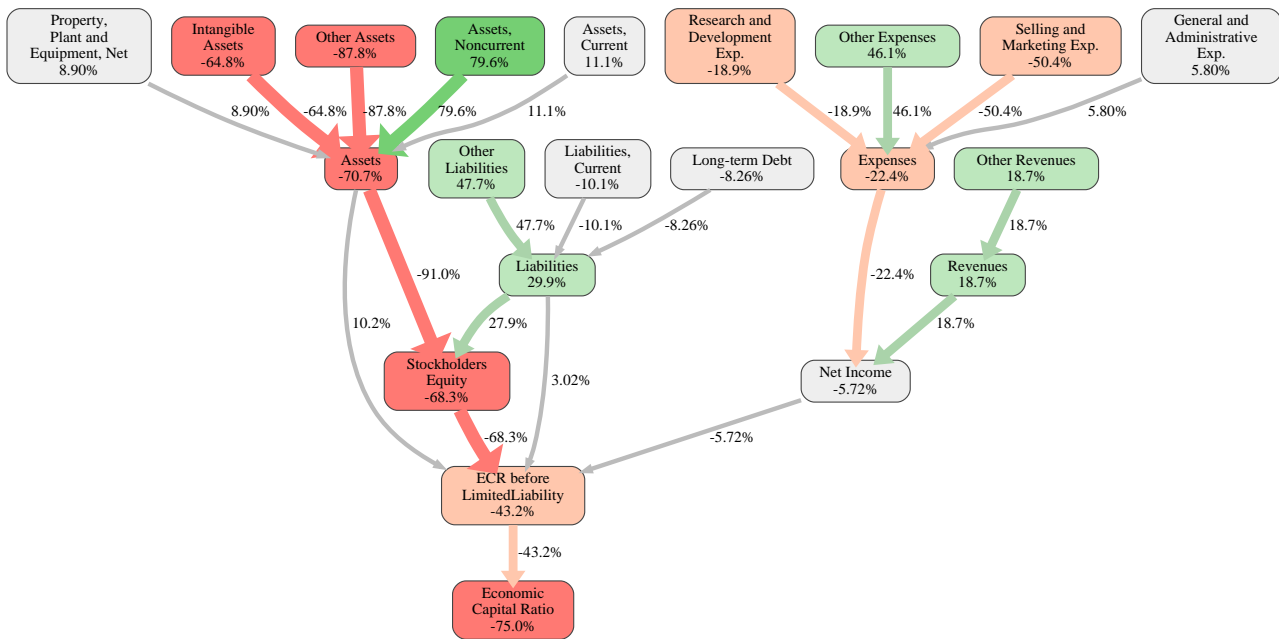 Property,
Plant and
Equipment, Net
8.90%
Intangible
Assets
-64.8%
Other Assets
-87.8%
Assets,
Noncurrent
79.6%
Assets,
Current
11.1%
Research and
Development
Exp.
-18.9%
Other Expenses
46.1%
Selling and
Marketing Exp.
-50.4%
General and
Administrative
Exp.
5.80%
8.90%
-64.8%
-87.8%
79.6%
11.1%
-18.9%
46.1%
-50.4%
5.80%
Assets
-70.7%
Other
Liabilities
47.7%
Liabilities,
Current
-10.1%
Long-term Debt
-8.26%
Expenses
-22.4%
Other Revenues
18.7%
47.7%
-10.1%
-8.26%
18.7%
-91.0%
Liabilities
29.9%
-22.4%
Revenues
18.7%
10.2%
27.9%
18.7%
Stockholders
Equity
-68.3%
3.02%
Net Income
-5.72%
-68.3%
-5.72%
ECR before
LimitedLiability
-43.2%
-43.2%
Economic
Capital Ratio
-75.0%